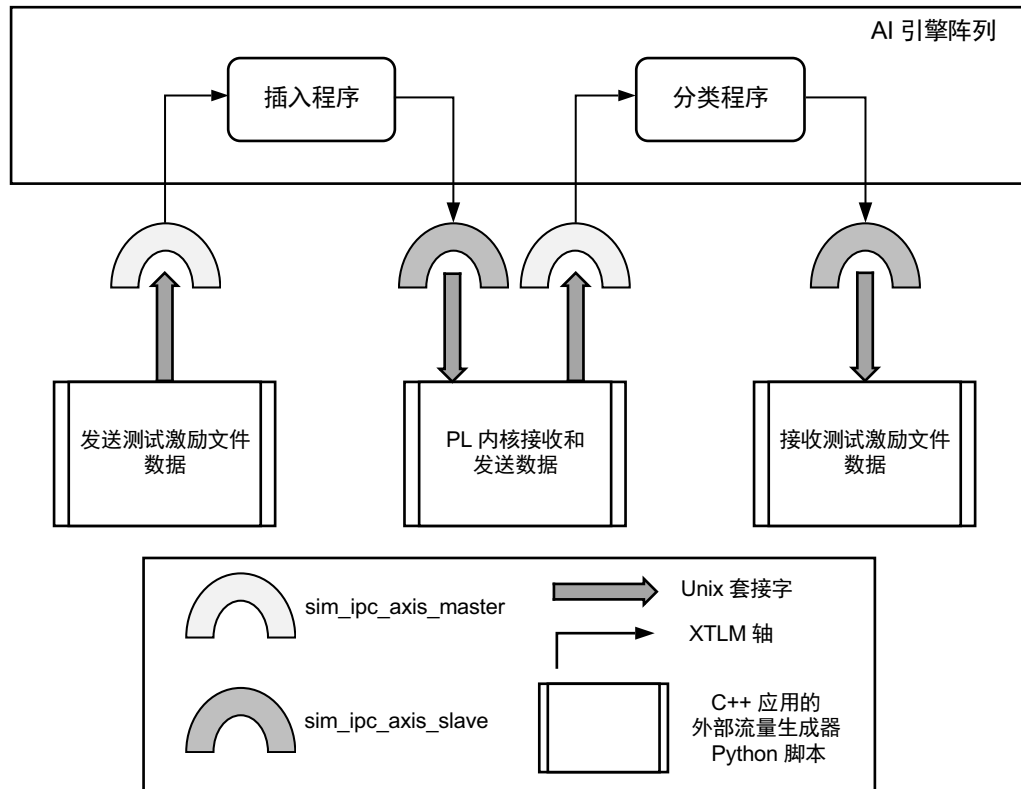 AI 引擎阵列
插入程序
分类程序
发送测试激励文件
数据
PL 内核接收和
发送数据
接收测试激励文件
数据
sim_ipc_axis_master
Unix 套接字
XTLM 轴
sim_ipc_axis_slave
C++ 应用的
外部流量生成器
Python 脚本